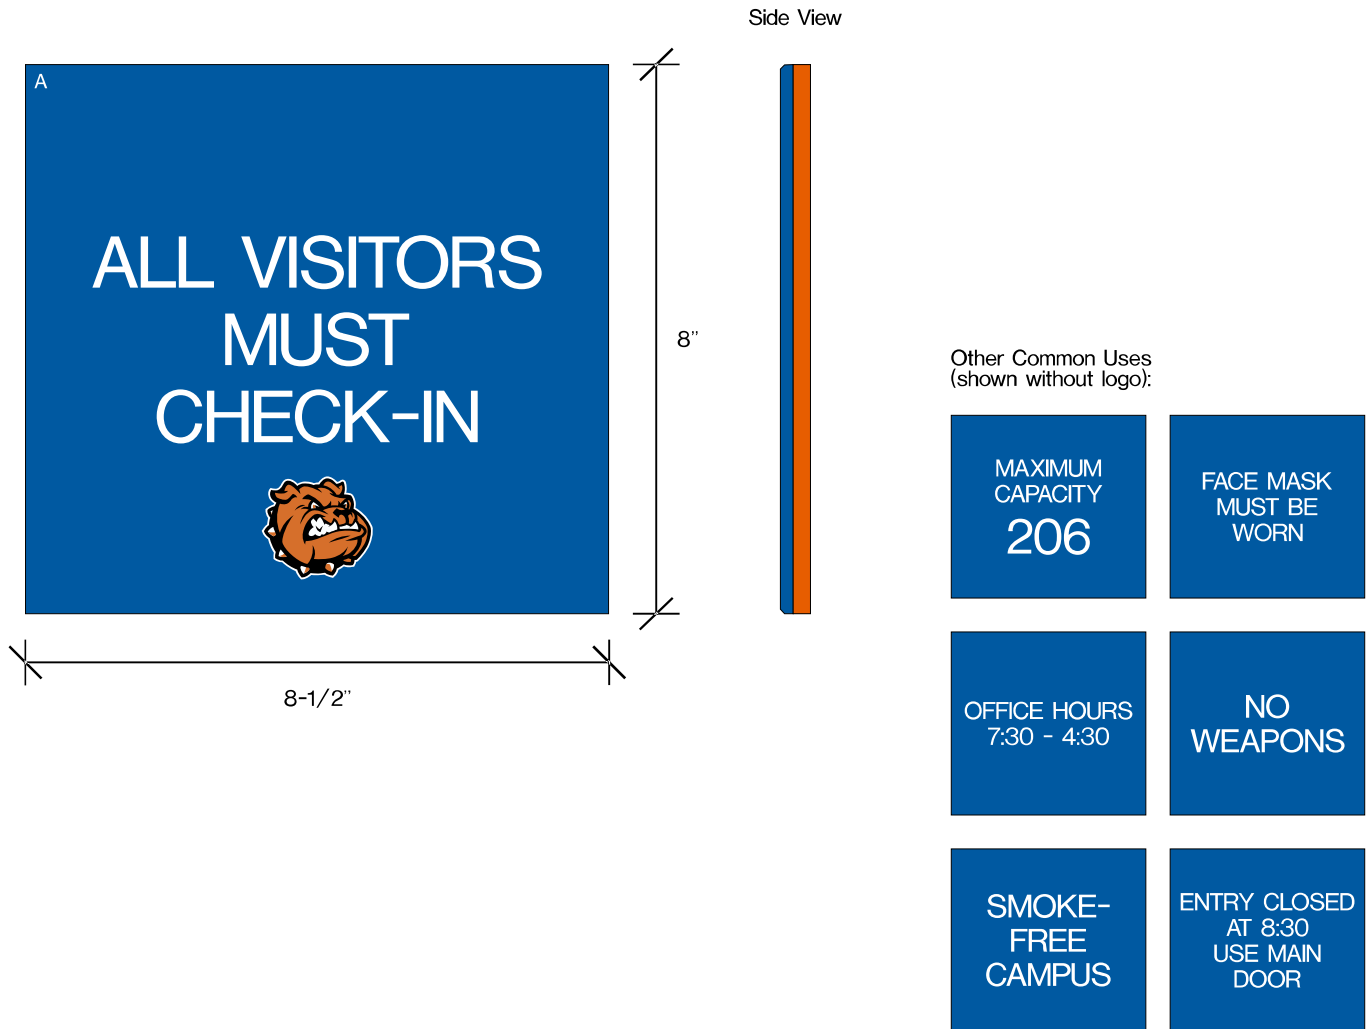 Side View
A
ALL VISITORS
MUST
CHECK-IN
8”
8-1/2”
Other Common Uses
(shown without logo):
MAXIMUM
CAPACITY
206
FACE MASK
MUST BE
WORN
OFFICE HOURS
7:30 - 4:30
NO
WEAPONS
SMOKE-
FREE
CAMPUS
ENTRY CLOSED
AT 8:30
USE MAIN
DOOR